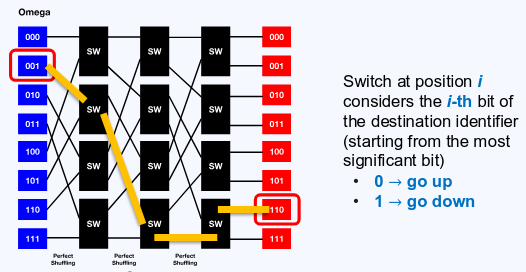 Omega
000 SW SW SW 000
001 001
010 SW SW SW 010
011 011
100 SW SW SW 100
101 101
110 SW SW SW 110
111 111
Perfect Shuffling Perfect Shuffling Perfect Shuffling
Switch at position i
considers the i-th bit of
the destination identifier
(starting from the most
significant bit)
• 0 → go up
• 1 → go down